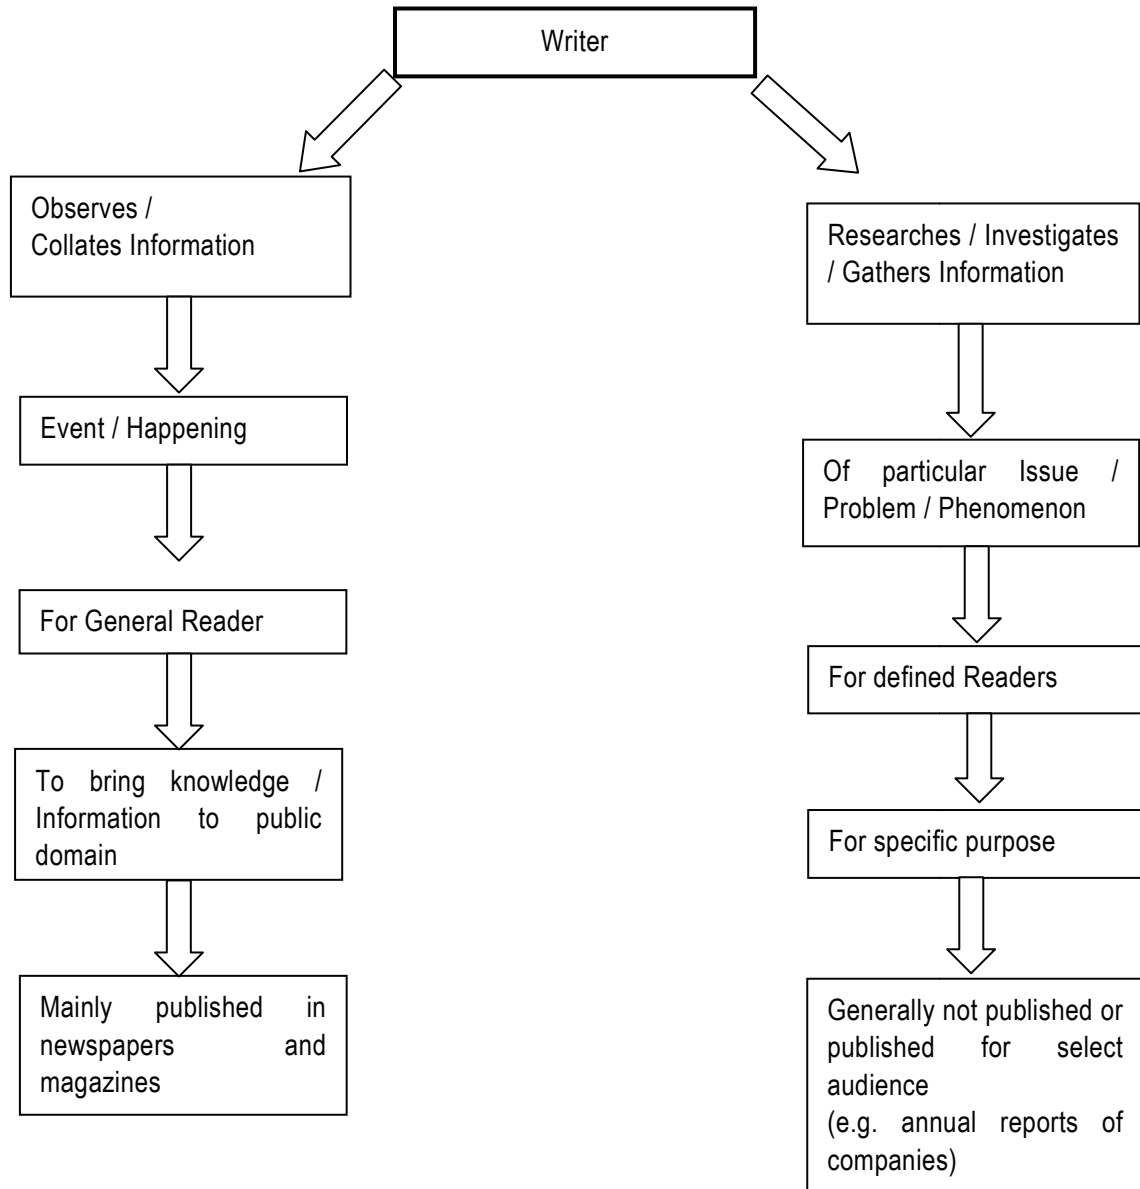 Writer
Observes /
Collates Information
Event / Happening
For General Reader
To bring knowledge /
Information to public
domain
Mainly published in
newspapers and
magazines
Researches / Investigates
/ Gathers Information
Of particular Issue /
Problem / Phenomenon
For defined Readers
For specific purpose
Generally not published or
published for select
audience
(e.g. annual reports of
companies)